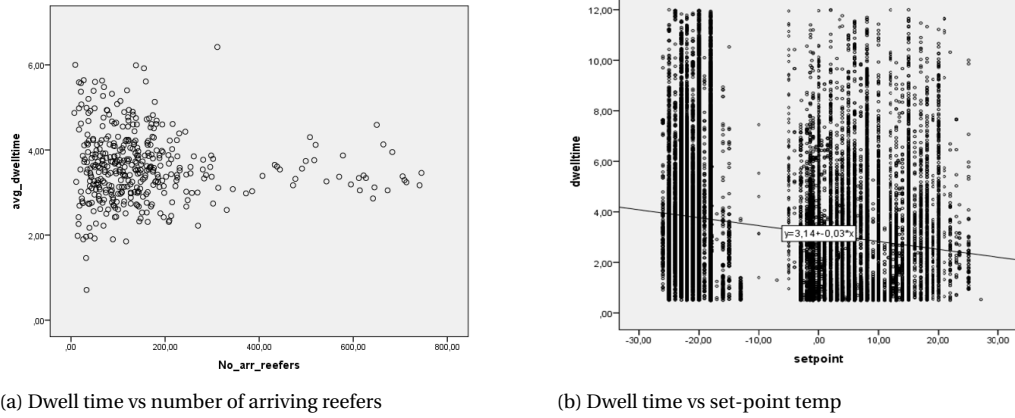 6,00
4,00
2,00
,00
avg_dwelltime
,00 200,00 400,00 600,00 800,00
No_arr_reefers
12,00
10,00
8,00
6,00
4,00
2,00
,00
dwelltime
y=3,14+-0,03*x
-30,00 -20,00 -10,00 ,00 10,00 20,00 30,00
setpoint
(a) Dwell time vs number of arriving reefers
(b) Dwell time vs set-point temp